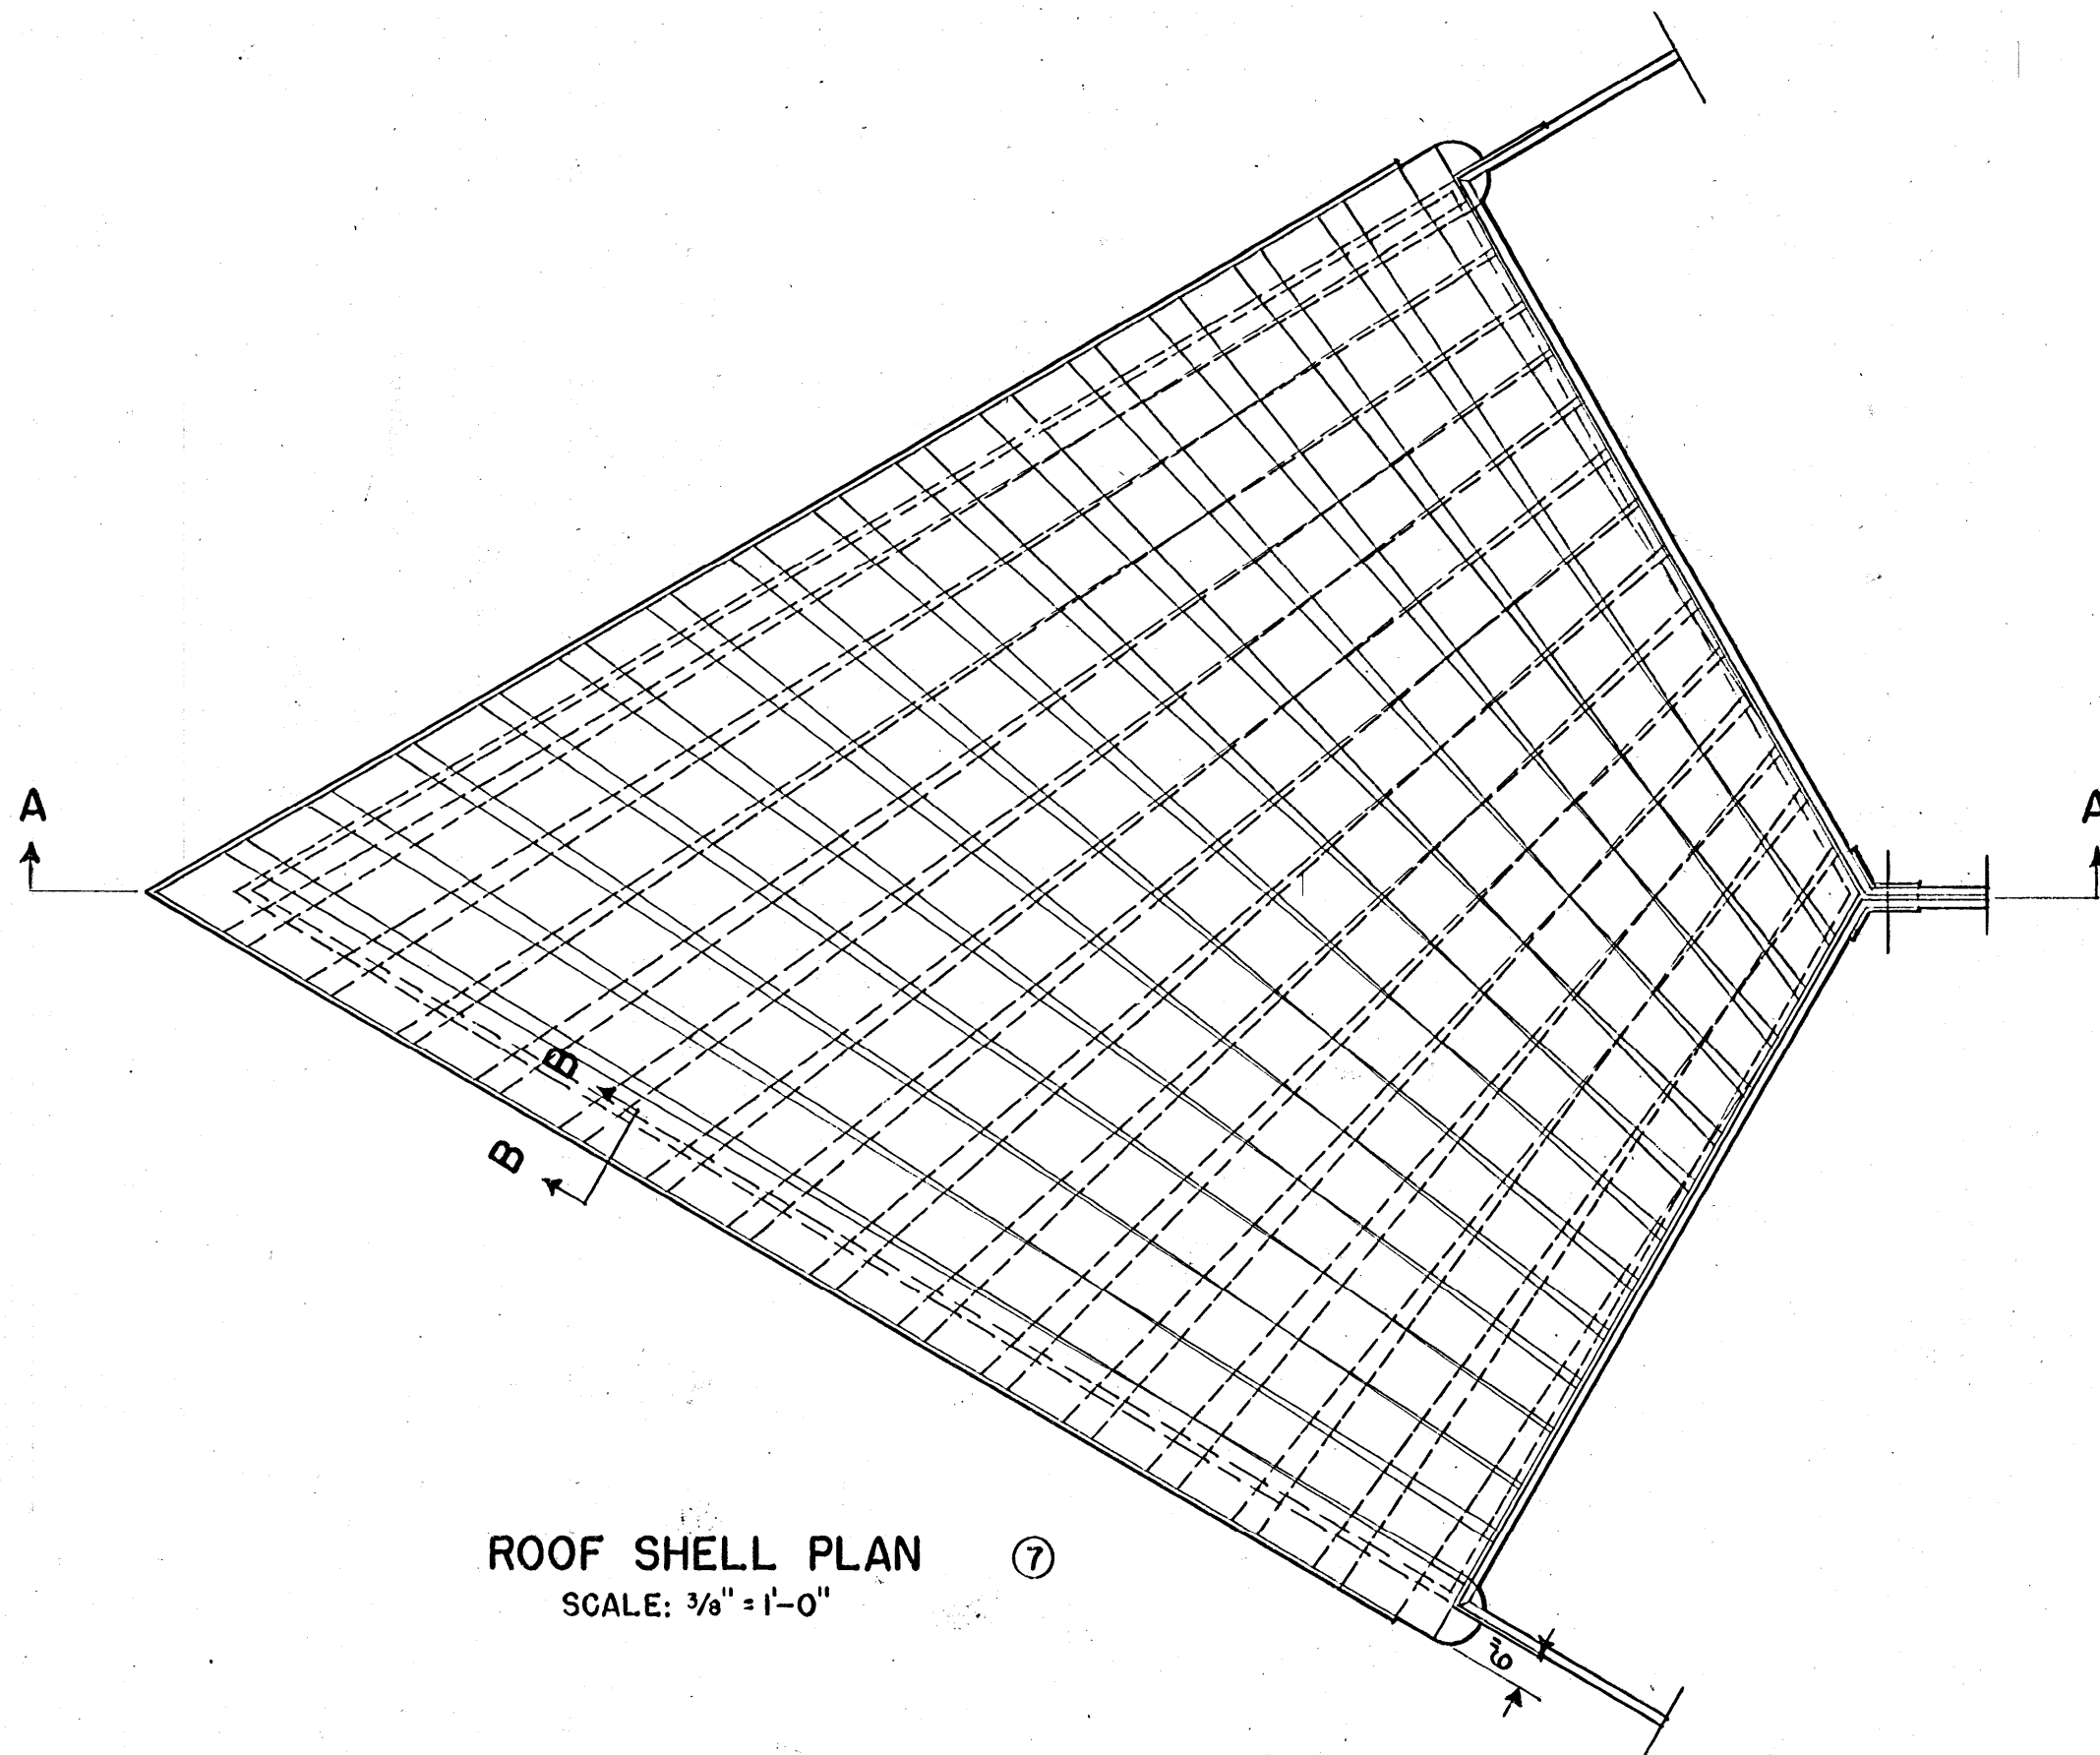 A
A
B
B
ROOF SHELL PLAN ⑦
SCALE: 3/8" = 1'-0"